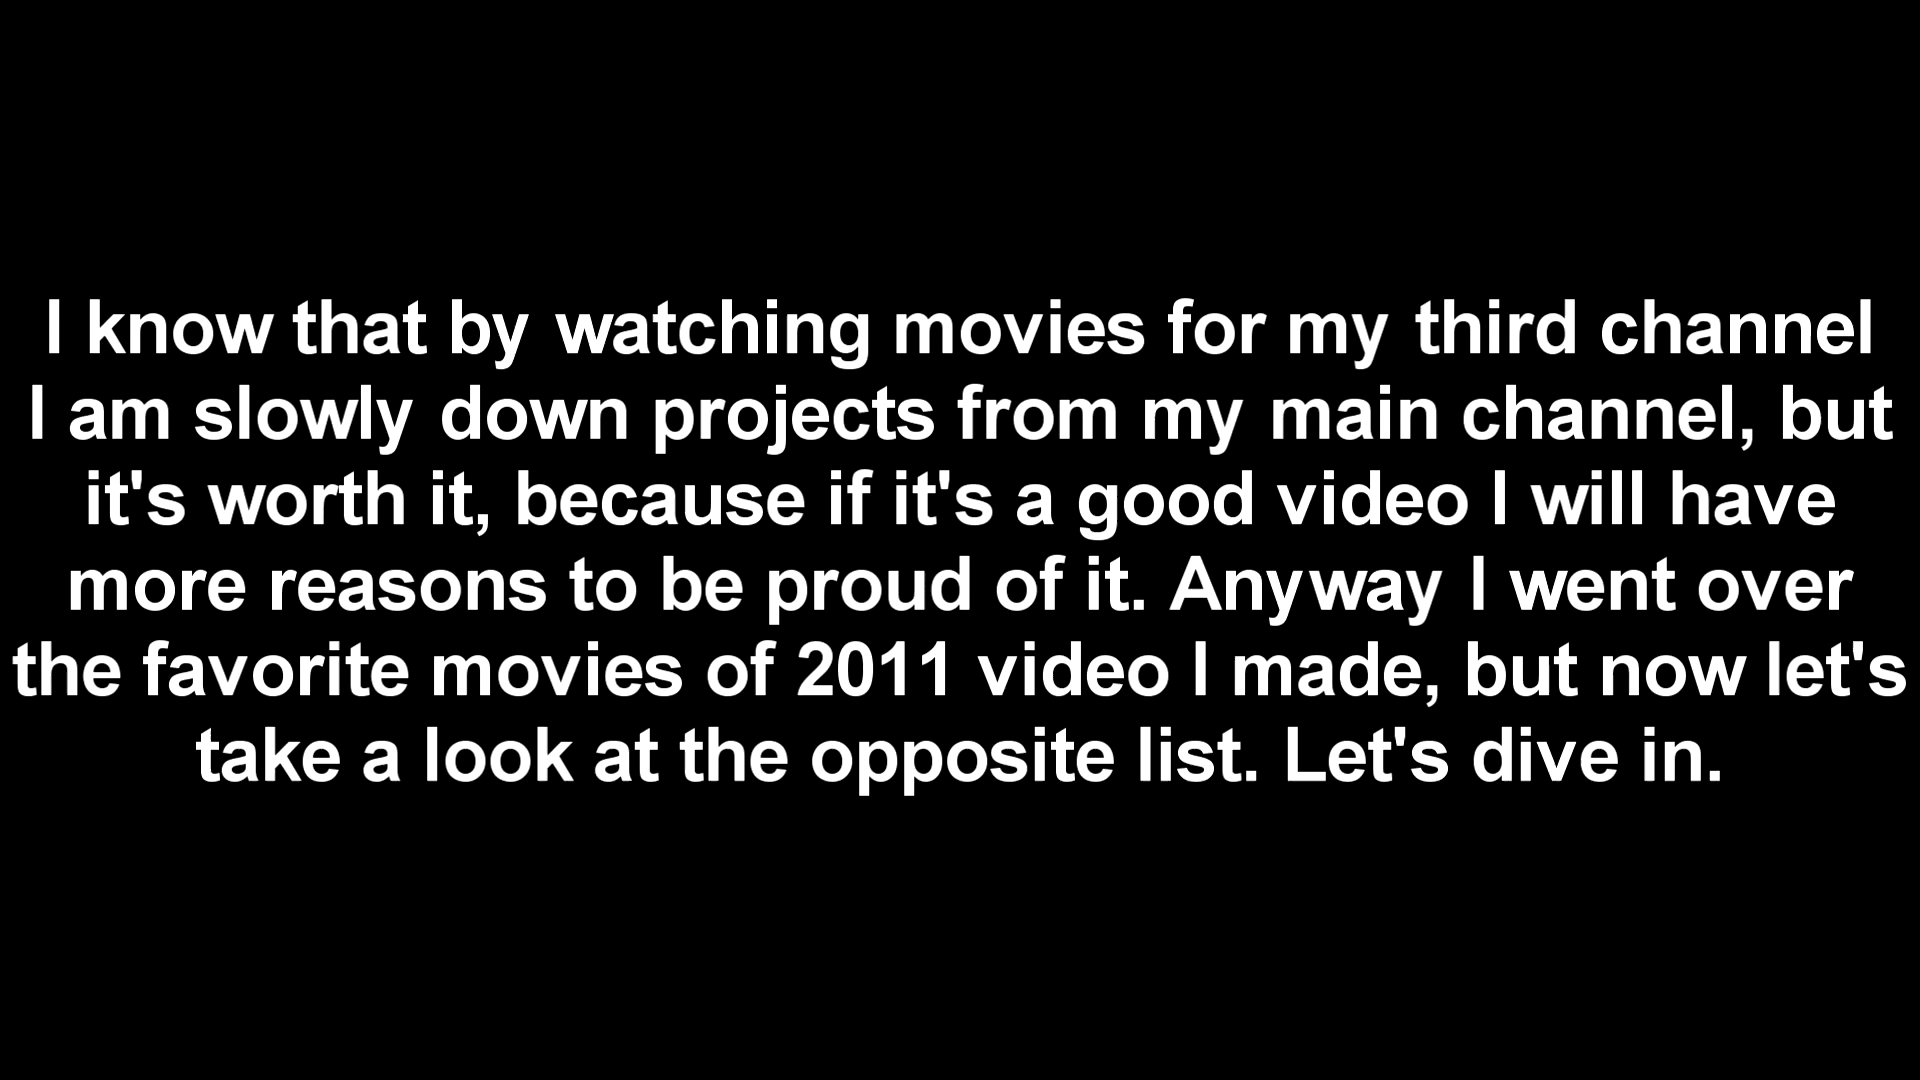 I know that by watching movies for my third channel
I am slowly down projects from my main channel, but
it's worth it, because if it's a good video I will have
more reasons to be proud of it. Anyway I went over
the favorite movies of 2011 video I made, but now let's
take a look at the opposite list. Let's dive in.